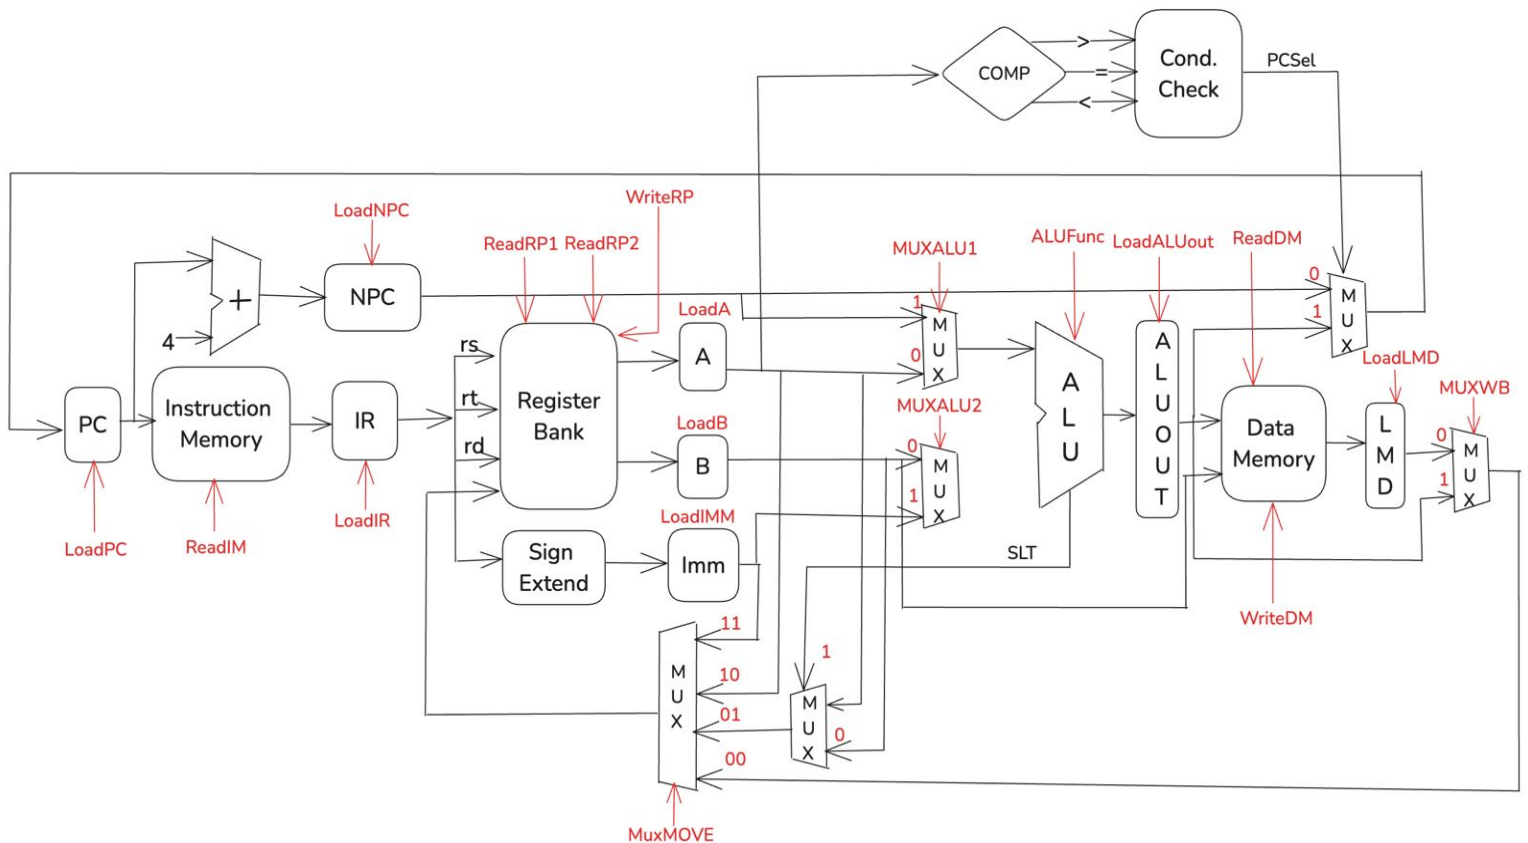 >
COMP
=
<
Cond.
Check
PCSel
WriteRP
LoadNPC
ReadRP1
ReadRP2
MUXALU1
ALUFunc
LoadALUout
ReadDM
+
4
NPC
LoadA
0
1
M
U
X
1
0
M
U
X
rs
rt
rd
PC
Instruction
Memory
IR
Register
Bank
A
A
L
U
A
L
U
O
U
T
LoadLMD
MUXWB
MUXALU2
LoadB
B
0
1
M
U
X
Data
Memory
L
M
D
0
1
M
U
X
LoadPC
ReadIM
LoadIR
LoadIMM
Sign
Extend
Imm
SLT
WriteDM
11
10
01
00
M
U
X
1
0
M
U
X
MuxMOVE